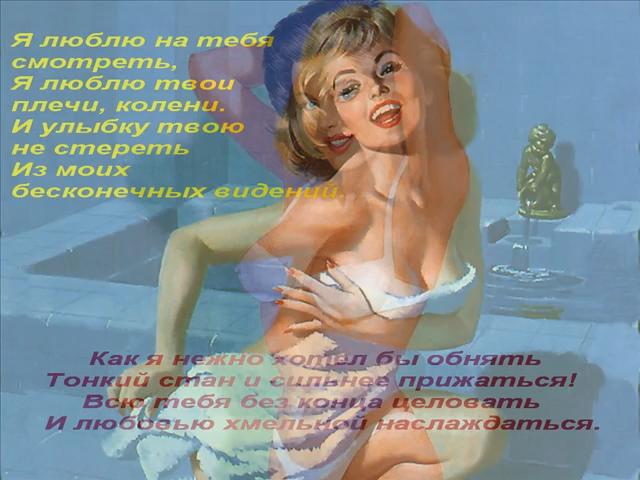 Я люблю на тебя
смотреть,
Я люблю твои
плечи, колени.
И улыбку твою
не стереть
Из моих
бесконечных видений.
Как я нежно хотел бы обнять
Тонкий стан и сильнее прижаться!
Всю тебя без конца целовать
И любовью хмельной наслаждаться.